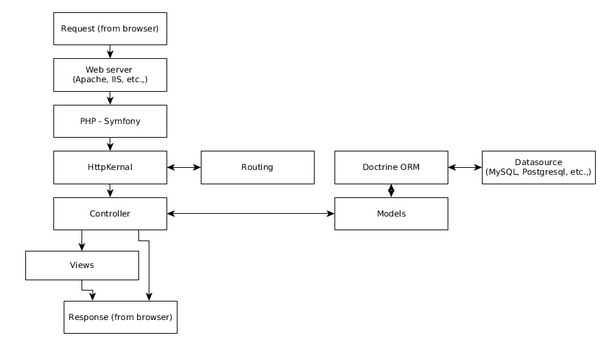 Request (from browser)
Web server
(Apache, IIS, etc.,)
PHP - Symfony
HttpKernal
Routing
Doctrine ORM
Datasource
(MySQL, Postgresql, etc.,)
Controller
Models
Views
Response (from browser)